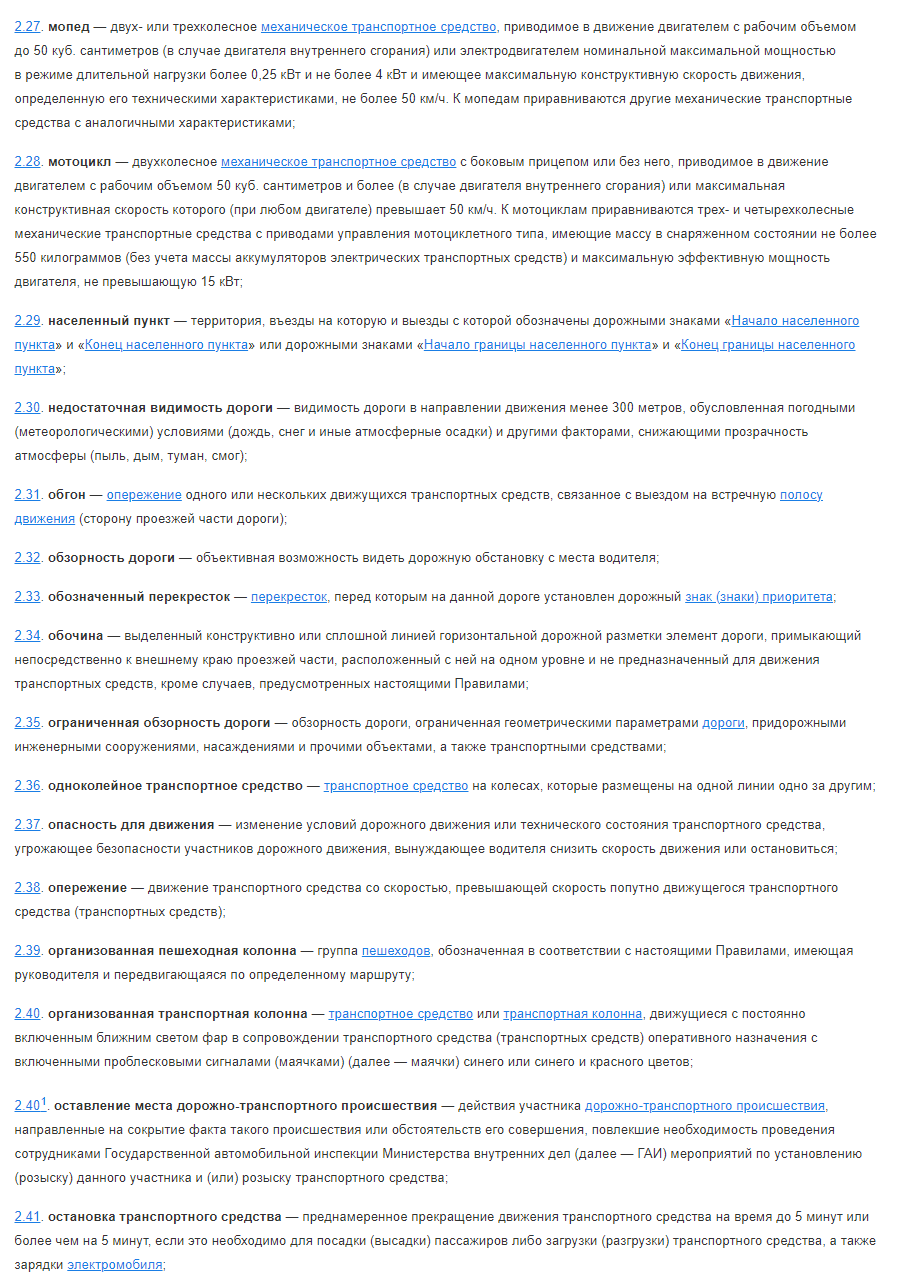 2.27. мопед — двух- или трехколесное механическое транспортное средство, приводимое в движение двигателем с рабочим объемом
до 50 куб. сантиметров (в случае двигателя внутреннего сгорания) или электродвигателем номинальной максимальной мощностью
в режиме длительной нагрузки более 0,25 кВт и не более 4 кВт и имеющее максимальную конструктивную скорость движения,
определенную его техническими характеристиками, не более 50 км/ч. К мопедам приравниваются другие механические транспортные
средства с аналогичными характеристиками;
2.28. мотоцикл — двухколесное механическое транспортное средство с боковым прицепом или без него, приводимое в движение
двигателем с рабочим объемом 50 куб. сантиметров и более (в случае двигателя внутреннего сгорания) или максимальная
конструктивная скорость которого (при любом двигателе) превышает 50 км/ч. К мотоциклам приравниваются трех- и четырехколесные
механические транспортные средства с приводами управления мотоциклетного типа, имеющие массу в снаряженном состоянии не более
550 килограммов (без учета массы аккумуляторов электрических транспортных средств) и максимальную эффективную мощность
двигателя, не превышающую 15 кВт;
2.29. населенный пункт — территория, въезды на которую и выезды с которой обозначены дорожными знаками «Начало населенного
пункта» и «Конец населенного пункта» или дорожными знаками «Начало границы населенного пункта» и «Конец границы населенного
пункта»;
2.30. недостаточная видимость дороги — видимость дороги в направлении движения менее 300 метров, обусловленная погодными
(метеорологическими) условиями (дождь, снег и иные атмосферные осадки) и другими факторами, снижающими прозрачность
атмосферы (пыль, дым, туман, смог);
2.31. обгон — опережение одного или нескольких движущихся транспортных средств, связанное с выездом на встречную полосу
движения (сторону проезжей части дороги);
2.32. обзорность дороги — объективная возможность видеть дорожную обстановку с места водителя;
2.33. обозначенный перекресток — перекресток, перед которым на данной дороге установлен дорожный знак (знаки) приоритета;
2.34. обочина — выделенный конструктивно или сплошной линией горизонтальной дорожной разметки элемент дороги, примыкающий
непосредственно к внешнему краю проезжей части, расположенный с ней на одном уровне и не предназначенный для движения
транспортных средств, кроме случаев, предусмотренных настоящими Правилами;
2.35. ограниченная обзорность дороги — обзорность дороги, ограниченная геометрическими параметрами дороги, придорожными
инженерными сооружениями, насаждениями и прочими объектами, а также транспортными средствами;
2.36. одноколейное транспортное средство — транспортное средство на колесах, которые размещены на одной линии одно за другим;
2.37. опасность для движения — изменение условий дорожного движения или технического состояния транспортного средства,
угрожающее безопасности участников дорожного движения, вынуждающее водителя снизить скорость движения или остановиться;
2.38. опережение — движение транспортного средства со скоростью, превышающей скорость попутно движущегося транспортного
средства (транспортных средств);
2.39. организованная пешеходная колонна — группа пешеходов, обозначенная в соответствии с настоящими Правилами, имеющая
руководителя и передвигающаяся по определенному маршруту;
2.40. организованная транспортная колонна — транспортное средство или транспортная колонна, движущиеся с постоянно
включенным ближним светом фар в сопровождении транспортного средства (транспортных средств) оперативного назначения с
включенными проблесковыми сигналами (маячками) (далее — маячки) синего или синего и красного цветов;
2.40¹. оставление места дорожно-транспортного происшествия — действия участника дорожно-транспортного происшествия,
направленные на сокрытие факта такого происшествия или обстоятельств его совершения, повлекшие необходимость проведения
сотрудниками Государственной автомобильной инспекции Министерства внутренних дел (далее — ГАИ) мероприятий по установлению
(розыску) данного участника и (или) розыску транспортного средства;
2.41. остановка транспортного средства — преднамеренное прекращение движения транспортного средства на время до 5 минут или
более чем на 5 минут, если это необходимо для посадки (высадки) пассажиров либо загрузки (разгрузки) транспортного средства, а также
зарядки электромобиля;